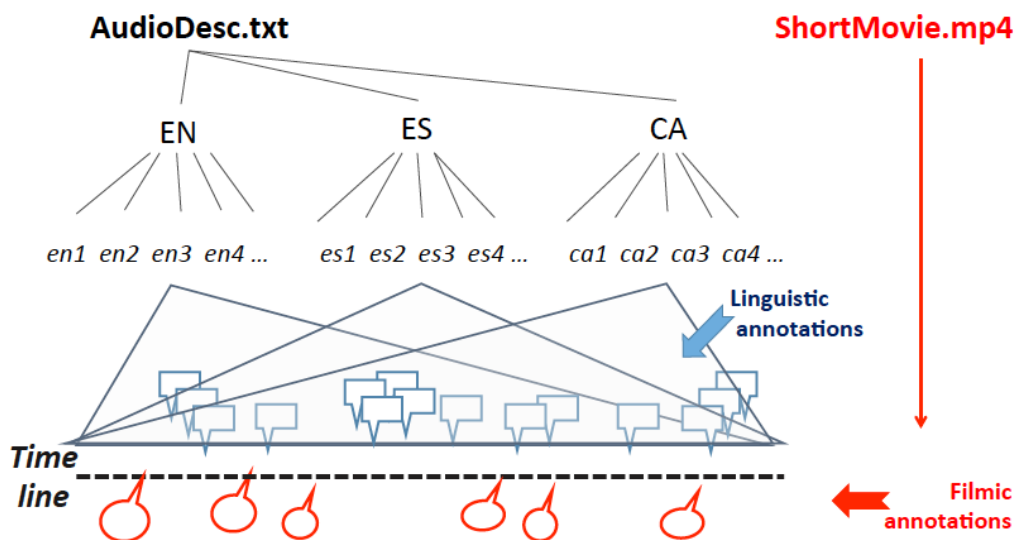 AudioDesc.txt
ShortMovie.mp4
EN
ES
CA
en1 en2 en3 en4 ...
es1 es2 es3 es4 ...
ca1 ca2 ca3 ca4 ...
Linguistic
annotations
Time
line
Filmic
annotations